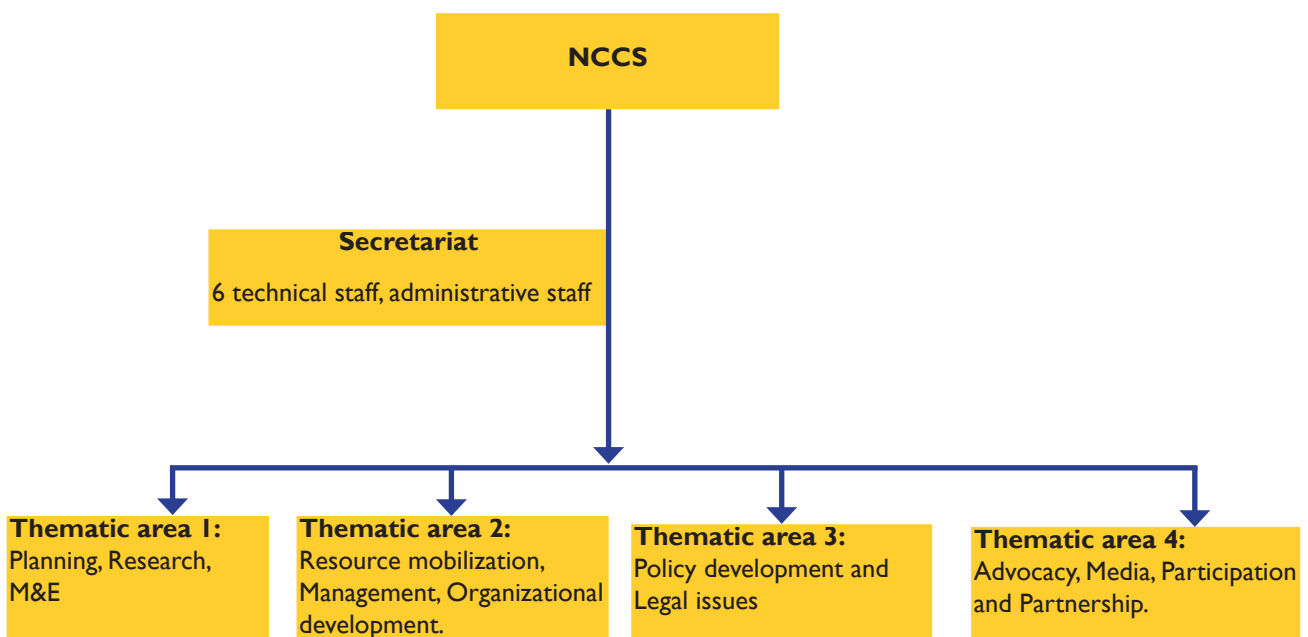 NCCS
Secretariat
6 technical staff, administrative staff
Thematic area 1:
Planning, Research,
M&E
Thematic area 2:
Resource mobilization,
Management, Organizational
development.
Thematic area 3:
Policy development and
Legal issues
Thematic area 4:
Advocacy, Media, Participation
and Partnership.